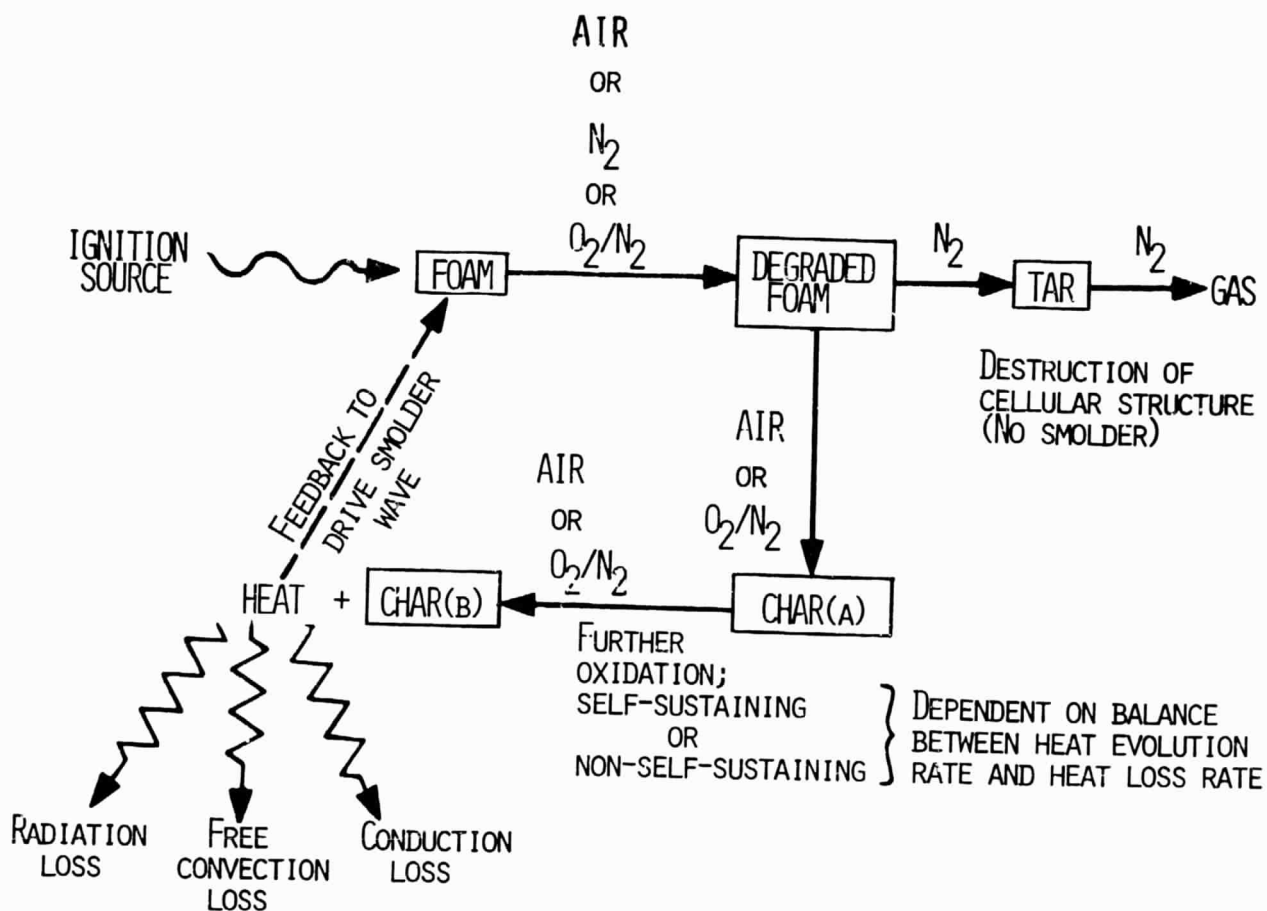 AIR
OR
N2
OR
O2/N2
IGNITION
SOURCE
FOAM
DEGRADED
FOAM
N2
TAR
N2
GAS
DESTRUCTION OF
CELLULAR STRUCTURE
(NO SMOLDER)
AIR
OR
O2/N2
FEEDBACK TO
DRIVE SMOLDER
WAVE
AIR
OR
O2/N2
HEAT + CHAR(B)
CHAR(A)
FURTHER
OXIDATION;
SELF-SUSTAINING
OR
NON-SELF-SUSTAINING
DEPENDENT ON BALANCE
BETWEEN HEAT EVOLUTION
RATE AND HEAT LOSS RATE
RADIATION
LOSS
FREE
CONVECTION
LOSS
CONDUCTION
LOSS